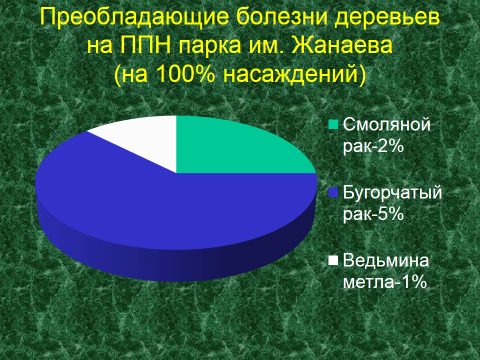 Преобладающие болезни деревьев
на ППН парка им. Жанаева
(на 100% насаждений)
Смоляной
рак-2%
Бугорчатый
рак-5%
Ведьмина
метла-1%